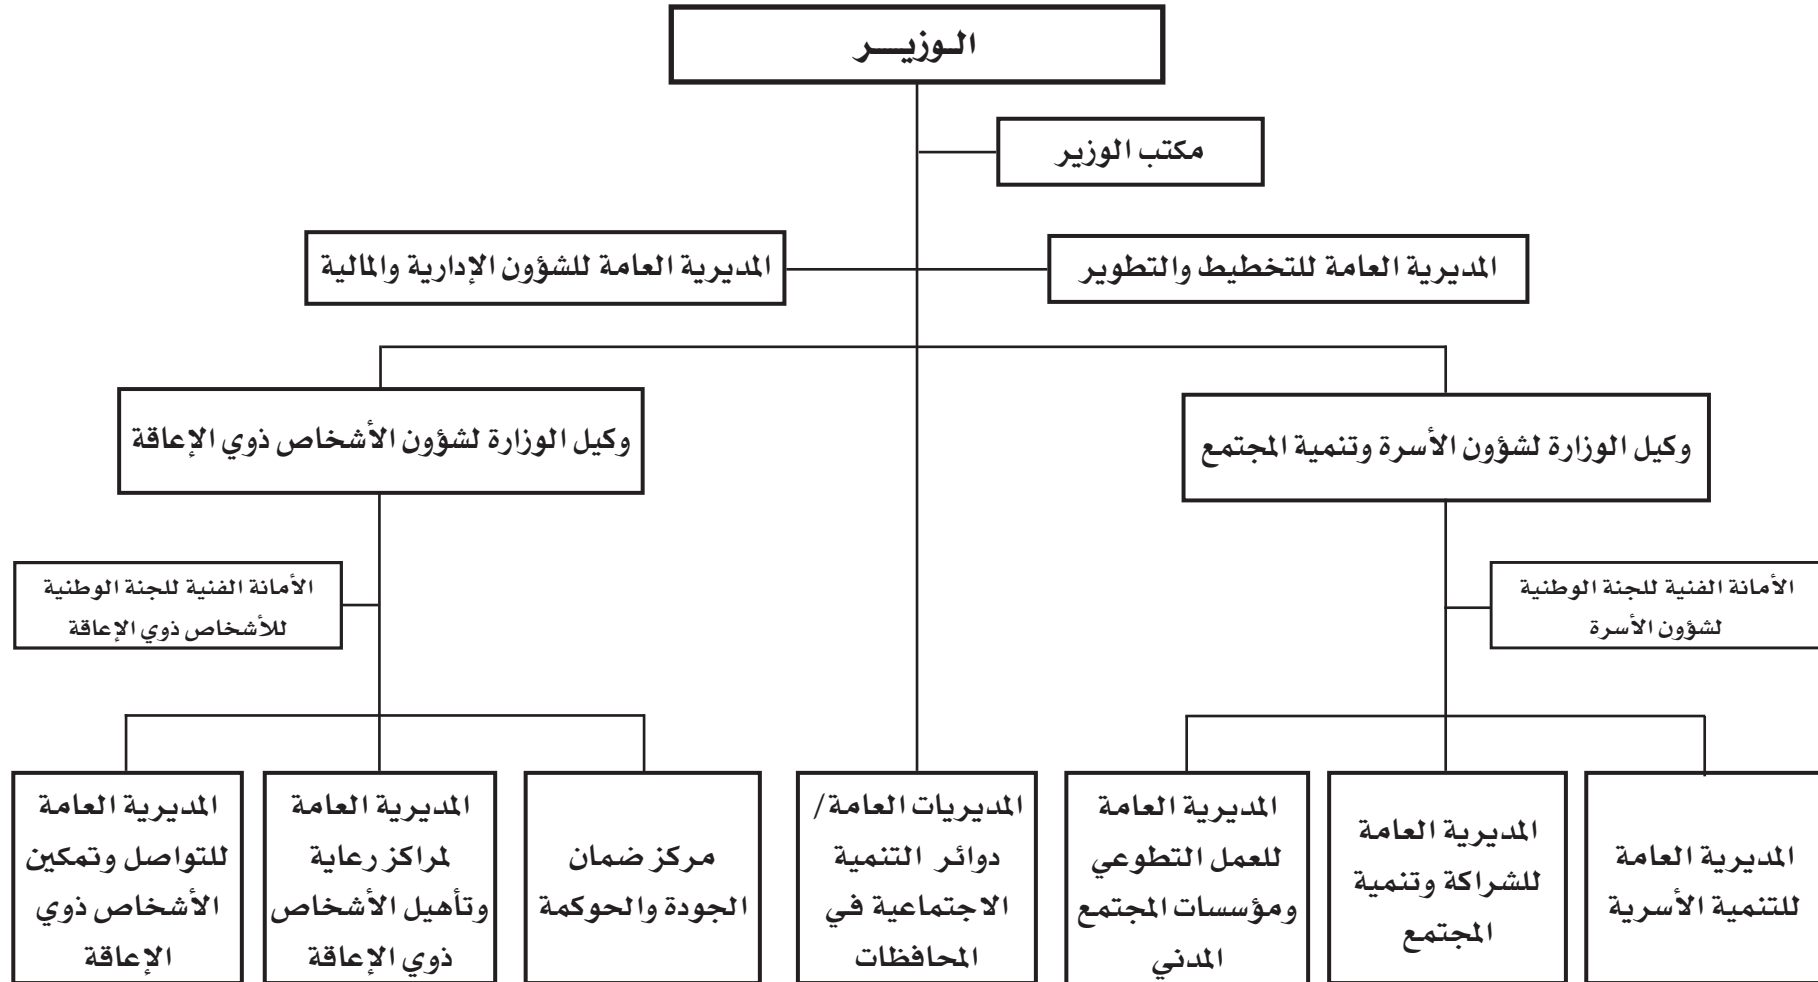 الـوزيـــر
مكتب الوزير
المديرية العامة للتخطيط والتطوير
المديرية العامة للشؤون الإدارية والمالية
وكيل الوزارة لشؤون الأسرة وتنمية المجتمع
وكيل الوزارة لشؤون الأشخاص ذوي الإعاقة
الأمانة الفنية للجنة الوطنية
لشؤون الأسرة
الأمانة الفنية للجنة الوطنية
للأشخاص ذوي الإعاقة
المديرية العامة
للتنمية الأسرية
المديرية العامة
للشراكة وتنمية
المجتمع
المديرية العامة
للعمل التطوعي
ومؤسسات المجتمع
المدني
المديريات العامة/
دوائر التنمية
الاجتماعية في
المحافظات
مركز ضمان
الجودة والحوكمة
المديرية العامة
لمراكز رعاية
وتأهيل الأشخاص
ذوي الإعاقة
المديرية العامة
للتواصل وتمكين
الأشخاص ذوي
الإعاقة